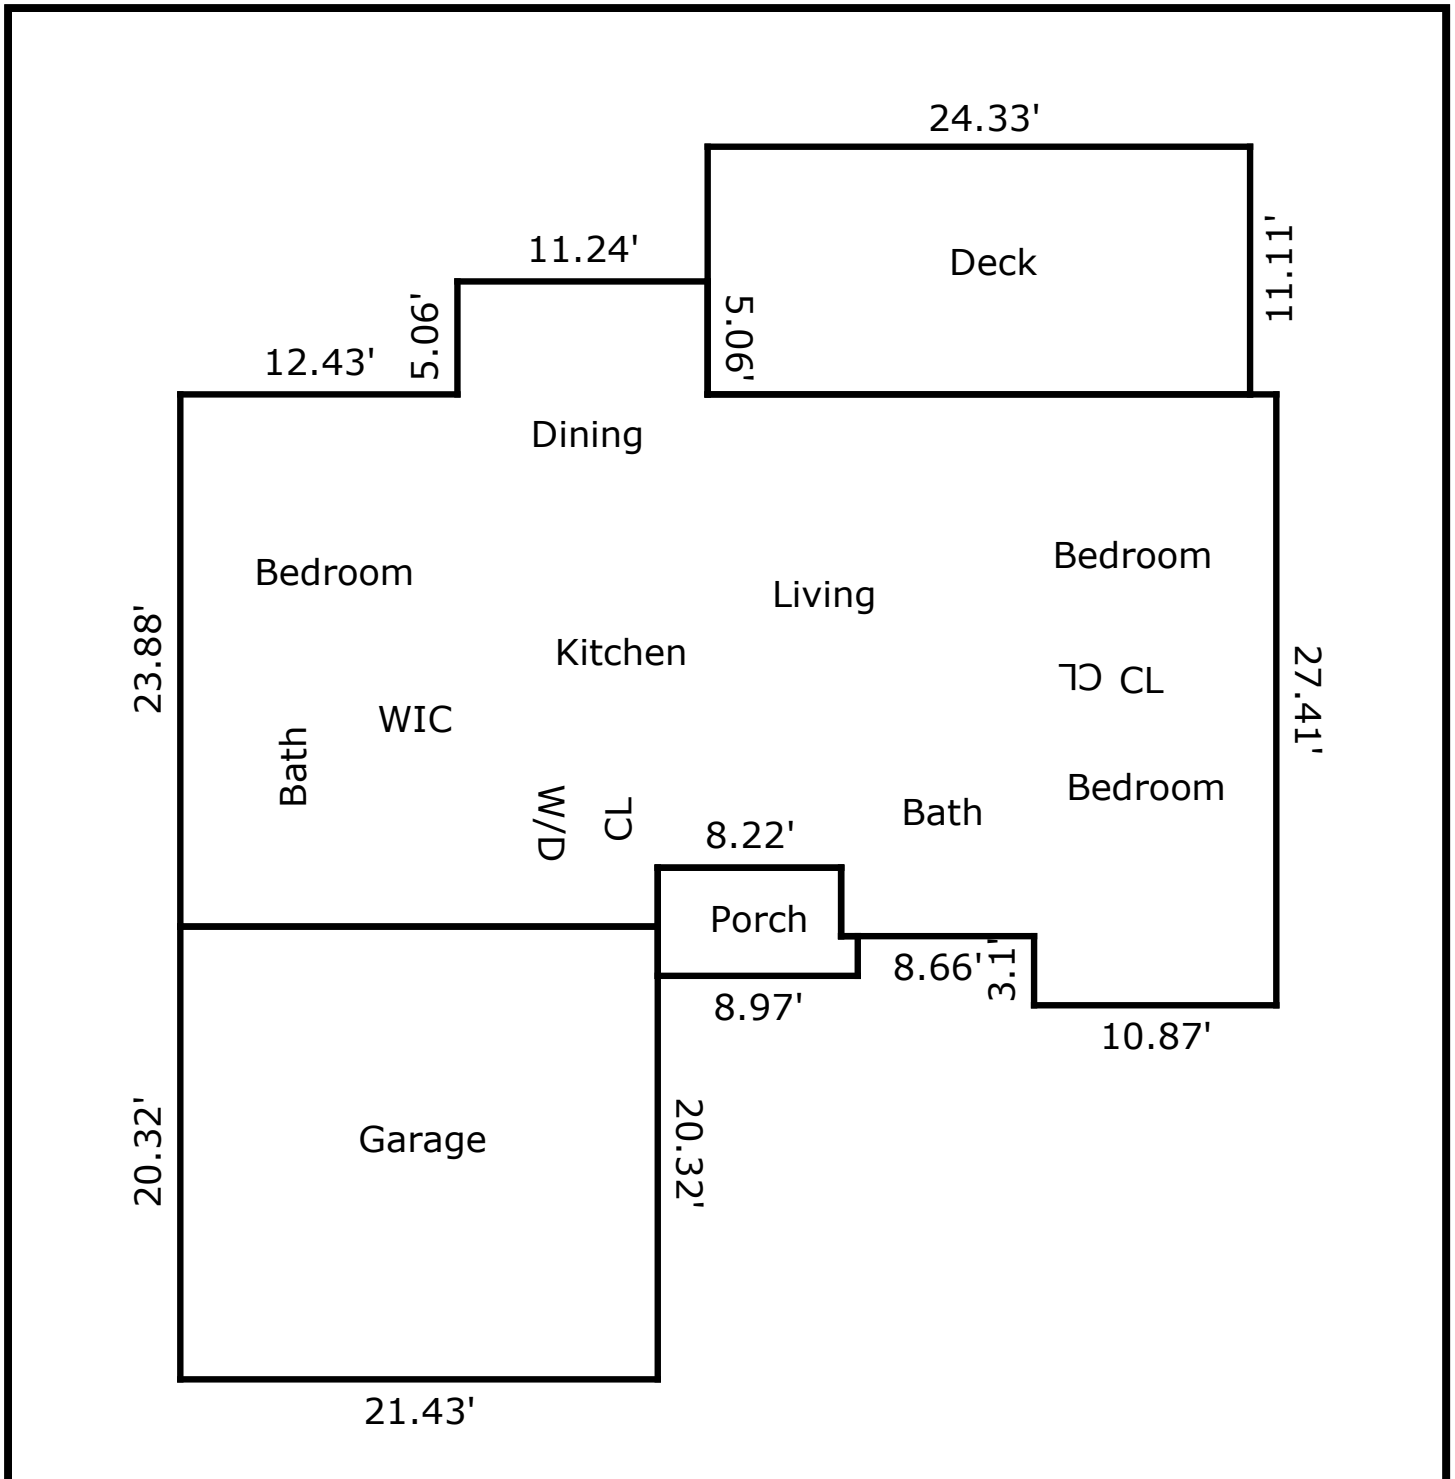 24.33'
11.11'
Deck
11.24'
5.06'
5.06'
12.43'
Dining
Bedroom
Bedroom
Living
Kitchen
23.88'
27.41'
CL
CL
WIC
Bath
Bedroom
W/D
CL
Bath
8.22'
Porch
8.66'
3.1'
8.97'
10.87'
20.32'
Garage
20.32'
21.43'